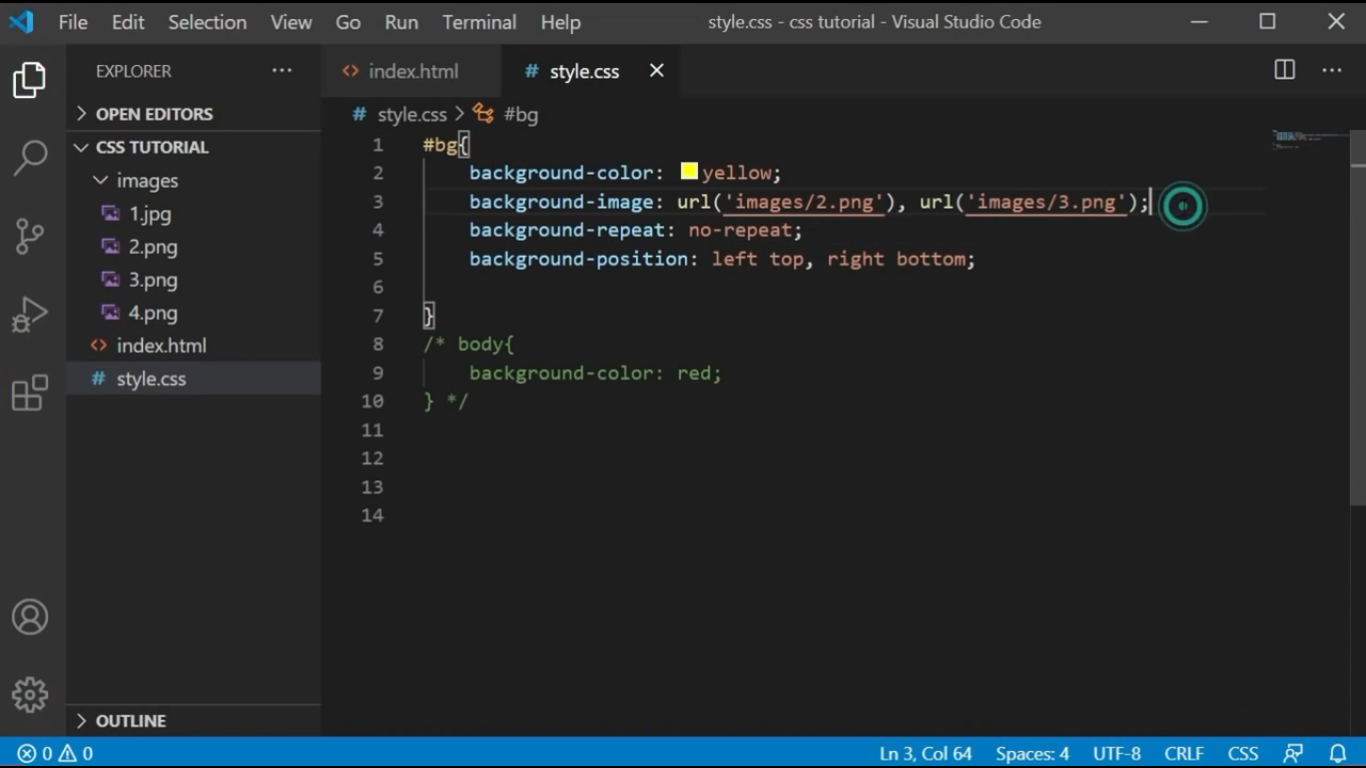 File Edit Selection View Go Run Terminal Help style.css - css tutorial - Visual Studio Code
EXPLORER
OPEN EDITORS
CSS TUTORIAL
images
1.jpg
2.png
3.png
4.png
index.html
style.css
OUTLINE
index.html style.css
style.css > #bg
1 #bg{
2 background-color: yellow;
3 background-image: url('images/2.png'), url('images/3.png');
4 background-repeat: no-repeat;
5 background-position: left top, right bottom;
6
7 }
8 /* body{
9 background-color: red;
10 } */
11
12
13
14
0 0 Ln 3, Col 64 Spaces: 4 UTF-8 CRLF CSS